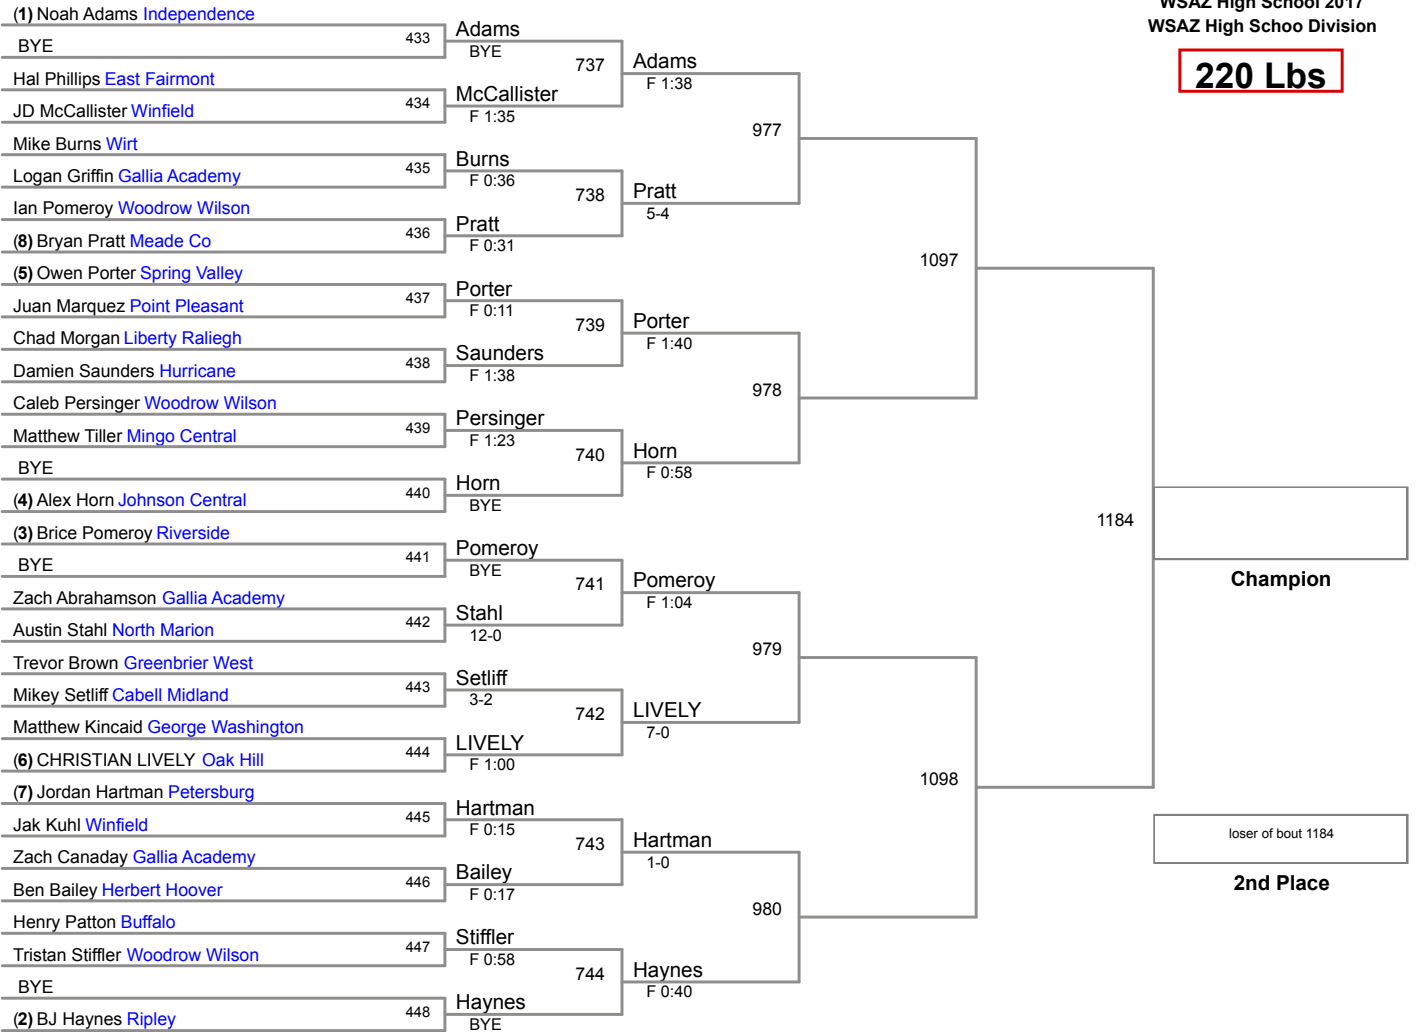 WSAZ High School 2017
WSAZ High Schoo Division
220 Lbs
(1) Noah Adams Independence
BYE
433
Hal Phillips East Fairmont
JD McCallister Winfield
434
Mike Burns Wirt
Logan Griffin Gallia Academy
435
Ian Pomeroy Woodrow Wilson
(8) Bryan Pratt Meade Co
436
(5) Owen Porter Spring Valley
Juan Marquez Point Pleasant
437
Chad Morgan Liberty Raliegh
Damien Saunders Hurricane
438
Caleb Persinger Woodrow Wilson
Matthew Tiller Mingo Central
439
BYE
(4) Alex Horn Johnson Central
440
(3) Brice Pomeroy Riverside
BYE
441
Zach Abrahamson Gallia Academy
Austin Stahl North Marion
442
Trevor Brown Greenbrier West
Mikey Setliff Cabell Midland
443
Matthew Kincaid George Washington
(6) CHRISTIAN LIVELY Oak Hill
444
(7) Jordan Hartman Petersburg
Jak Kuhl Winfield
445
Zach Canaday Gallia Academy
Ben Bailey Herbert Hoover
446
Henry Patton Buffalo
Tristan Stiffler Woodrow Wilson
447
BYE
(2) BJ Haynes Ripley
448
Adams
BYE
737
McCallister
F 1:35
Burns
F 0:36
738
Pratt
F 0:31
Porter
F 0:11
739
Saunders
F 1:38
Persinger
F 1:23
740
Horn
BYE
Pomeroy
BYE
741
Stahl
12-0
Setliff
3-2
742
LIVELY
F 1:00
Hartman
F 0:15
743
Bailey
F 0:17
Stiffler
F 0:58
744
Haynes
BYE
Adams
F 1:38
977
Pratt
5-4
Porter
F 1:40
978
Horn
F 0:58
Pomeroy
F 1:04
979
LIVELY
7-0
Hartman
1-0
980
Haynes
F 0:40
1097
1098
1184
Champion
loser of bout 1184
2nd Place